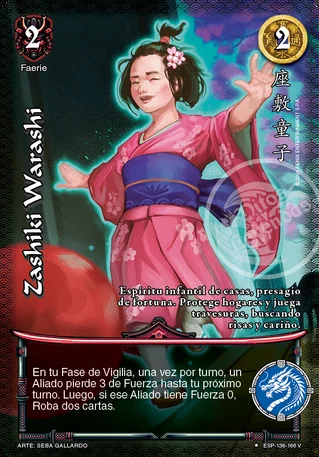 2
Faerie
2
座敷童子
Zashiki Warashi
Espíritu infantil de casas, presagio
de fortuna. Protege hogares y juega
travesuras, buscando
risas y cariño.
En tu Fase de Vigilia, una vez por turno, un
Aliado pierde 3 de Fuerza hasta tu próximo
turno. Luego, si ese Aliado tiene Fuerza 0,
Roba dos cartas.
ARTE: SEBA GALLARDO
ESP-136-166 V